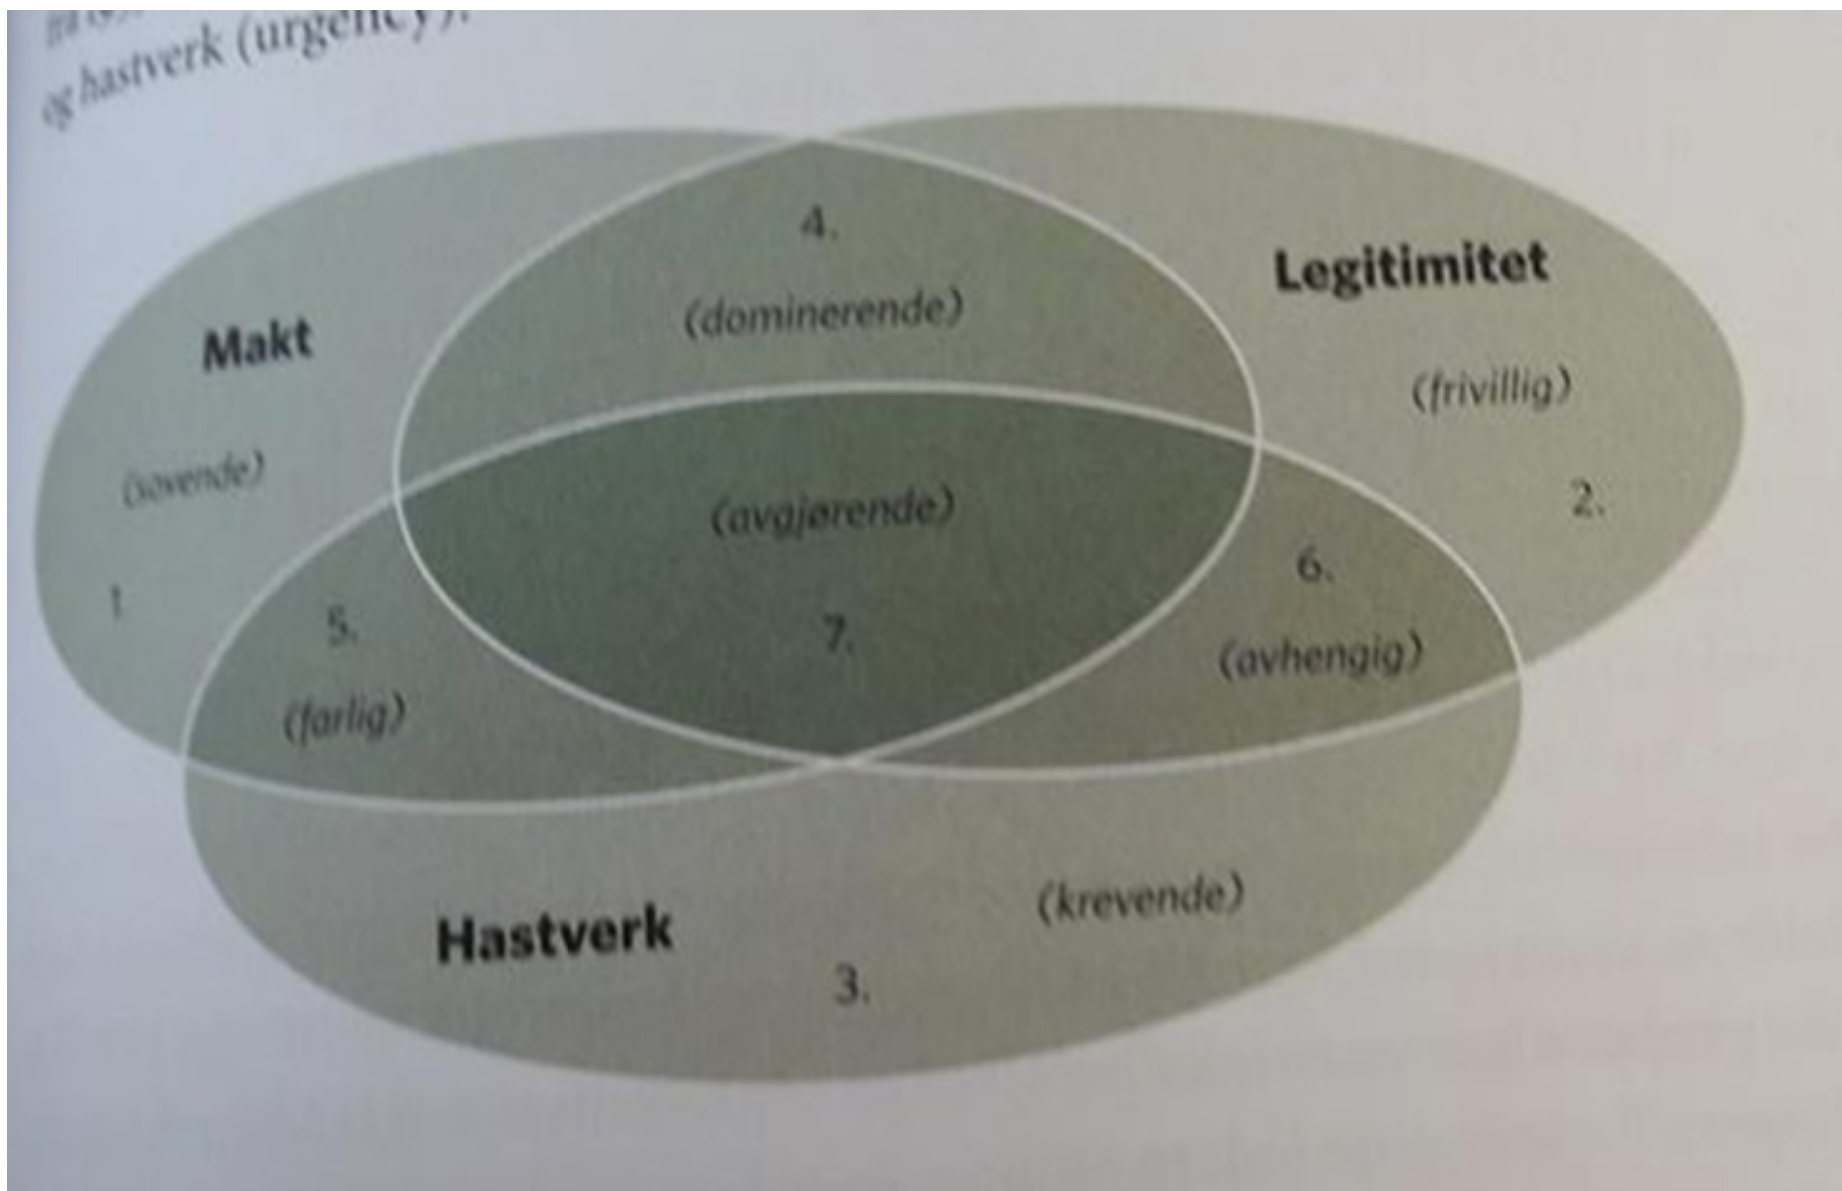 og hastverk (urgency).
4.
(dominerende)
Legitimitet
Makt
(frivillig)
(sovende)
2.
(avgjørende)
6.
1
5.
7.
(avhengig)
(farlig)
(krevende)
Hastverk
3.